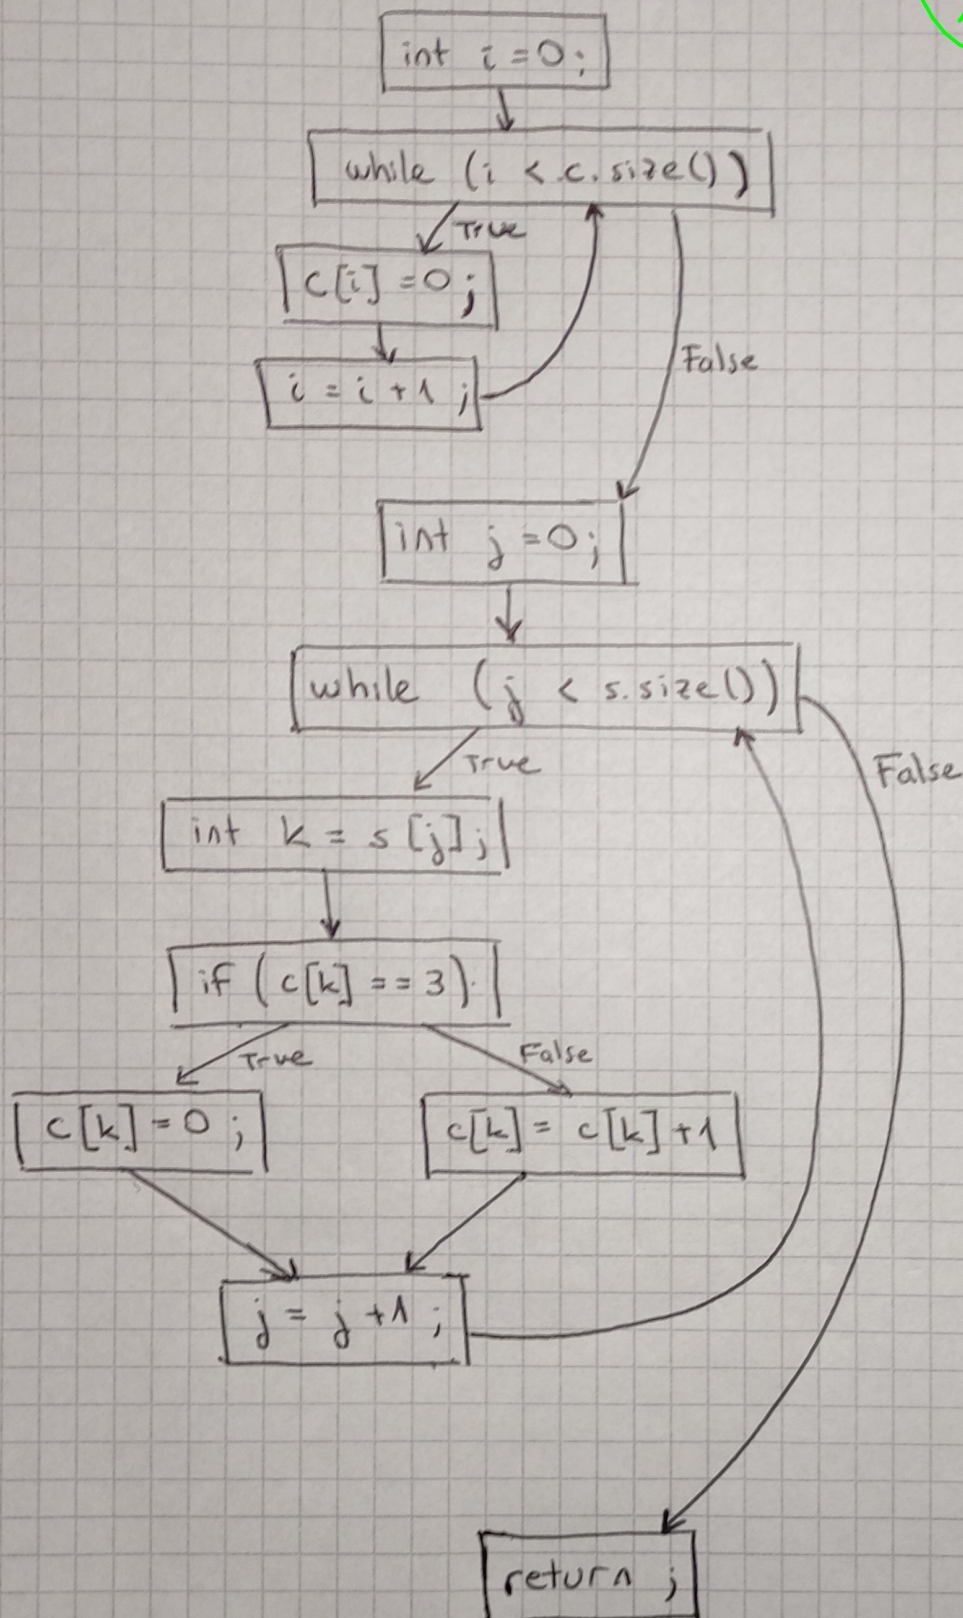 int i = 0;
while (i < c.size())
True
c[i] = 0;
i = i + 1;
False
int j = 0;
while (j < s.size())
True
False
int k = s[j];
if (c[k] == 3)
True
False
c[k] = 0;
c[k] = c[k] + 1
j = j + 1;
return;